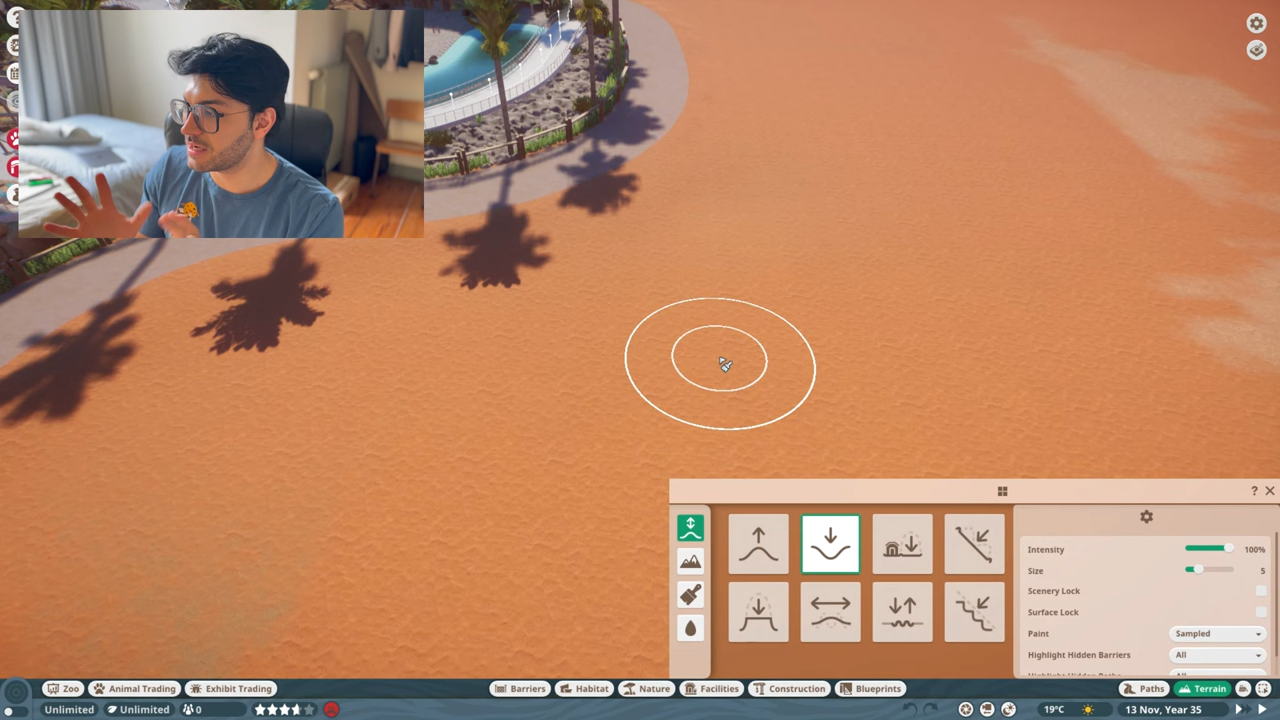 ? ×
Intensity 100%
Size 5
Scenery Lock
Surface Lock
Paint Sampled
Highlight Hidden Barriers All
Zoo Animal Trading Exhibit Trading Barriers Habitat Nature Facilities Construction Blueprints Paths Terrain
Unlimited Unlimited 0 19°C 13 Nov, Year 35